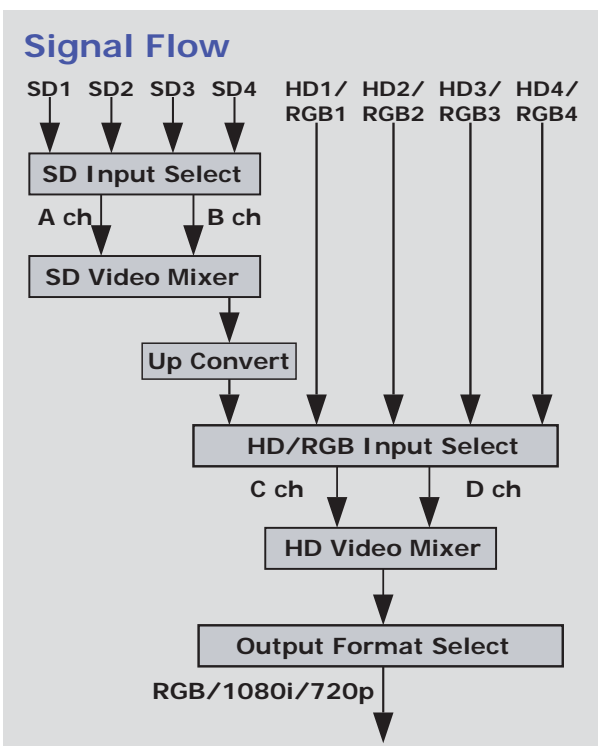 Signal Flow
SD1 SD2 SD3 SD4 HD1/ HD2/ HD3/ HD4/
RGB1 RGB2 RGB3 RGB4
SD Input Select
A ch B ch
SD Video Mixer
Up Convert
HD/RGB Input Select
C ch D ch
HD Video Mixer
Output Format Select
RGB/1080i/720p